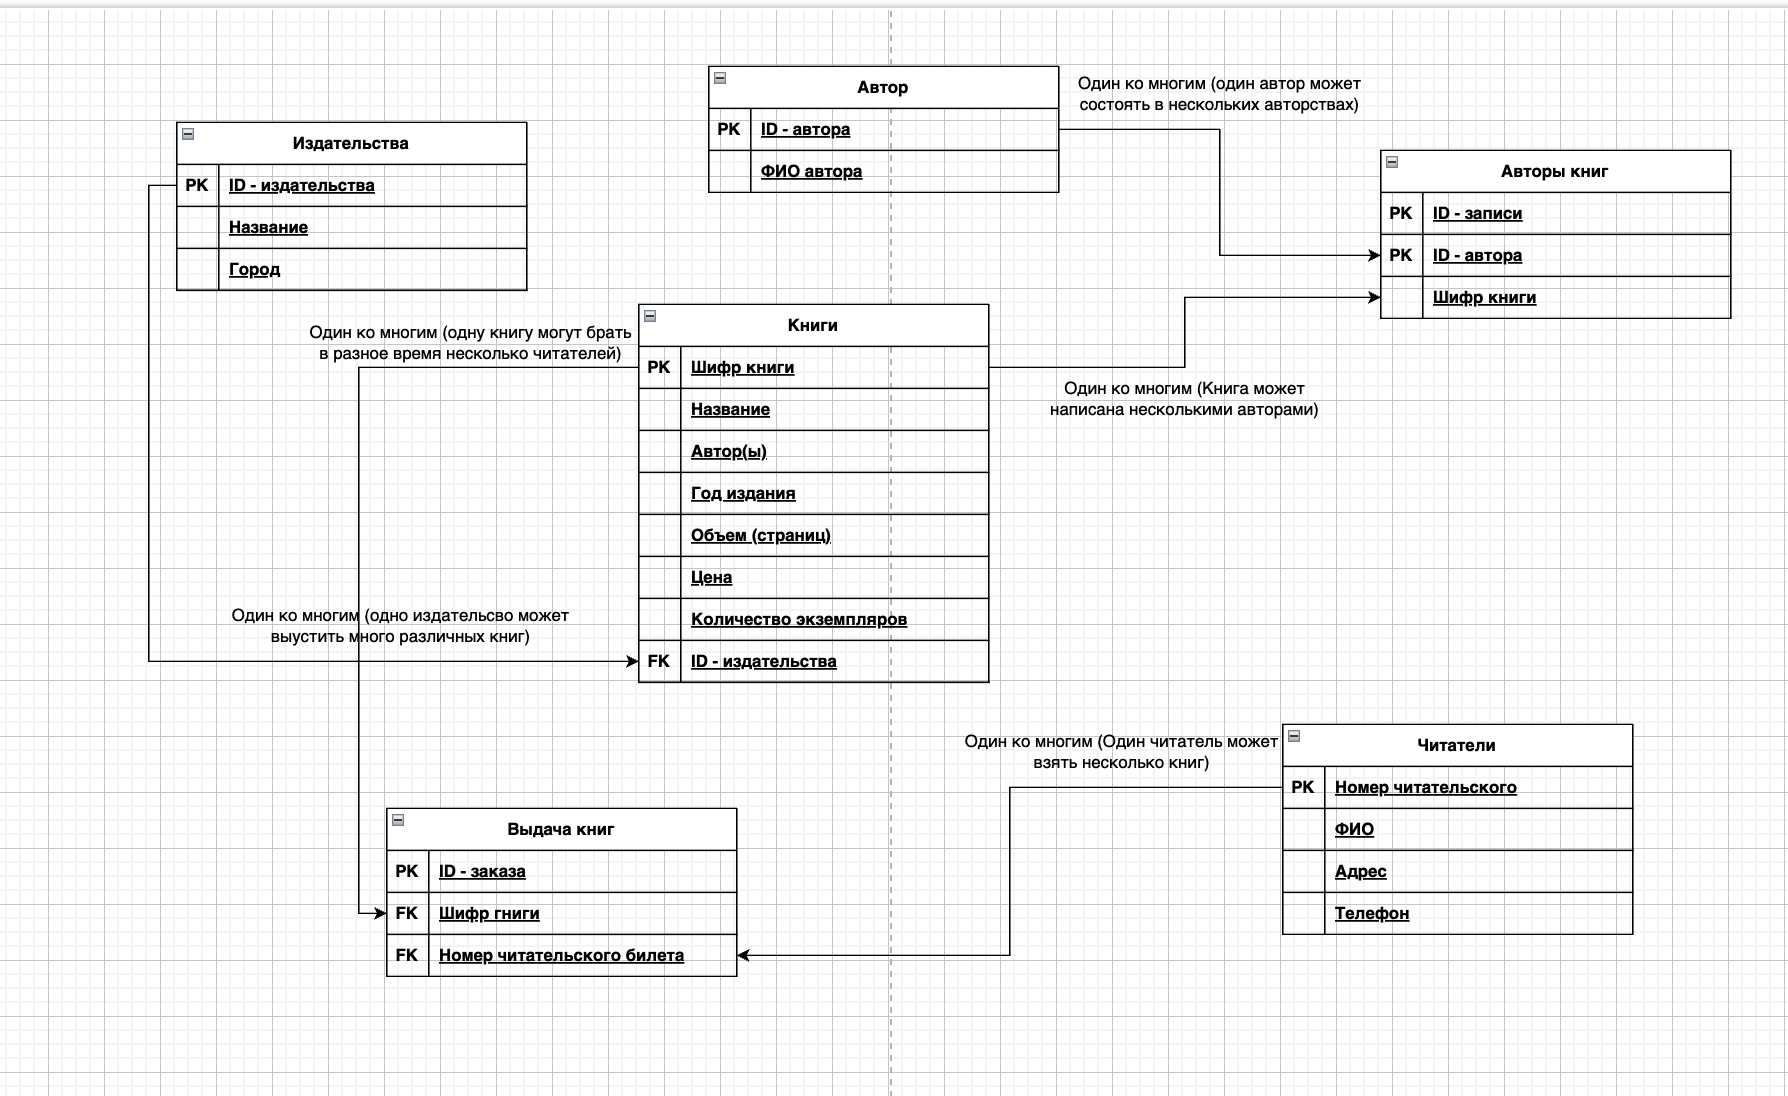 Автор
PK ID - автора
ФИО автора
Один ко многим (один автор может
состоять в нескольких авторствах)
Издательства
PK ID - издательства
Название
Город
Авторы книг
PK ID - записи
PK ID - автора
Шифр книги
Один ко многим (одну книгу могут брать
в разное время несколько читателей)
Книги
PK Шифр книги
Название
Автор(ы)
Год издания
Объем (страниц)
Цена
Количество экземпляров
FK ID - издательства
Один ко многим (Книга может
написана несколькими авторами)
Один ко многим (одно издательсво может
выустить много различных книг)
Один ко многим (Один читатель может
взять несколько книг)
Читатели
PK Номер читательского
ФИО
Адрес
Телефон
Выдача книг
PK ID - заказа
FK Шифр гниги
FK Номер читательского билета